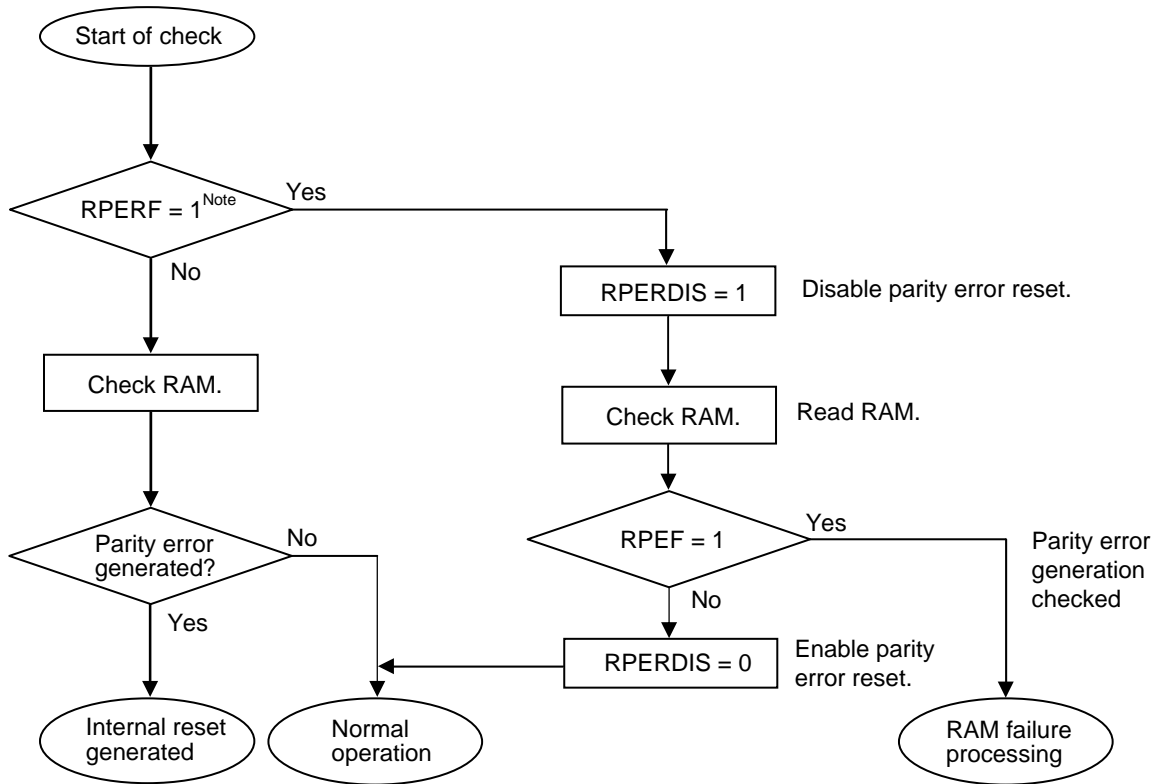 Start of check
RPERF = 1^Note
Yes
No
RPERDIS = 1
Disable parity error reset.
Check RAM.
Check RAM.
Read RAM.
Parity error
generated?
No
Yes
RPEF = 1
Yes
No
Parity error
generation
checked
RPERDIS = 0
Enable parity
error reset.
Internal reset
generated
Normal
operation
RAM failure
processing